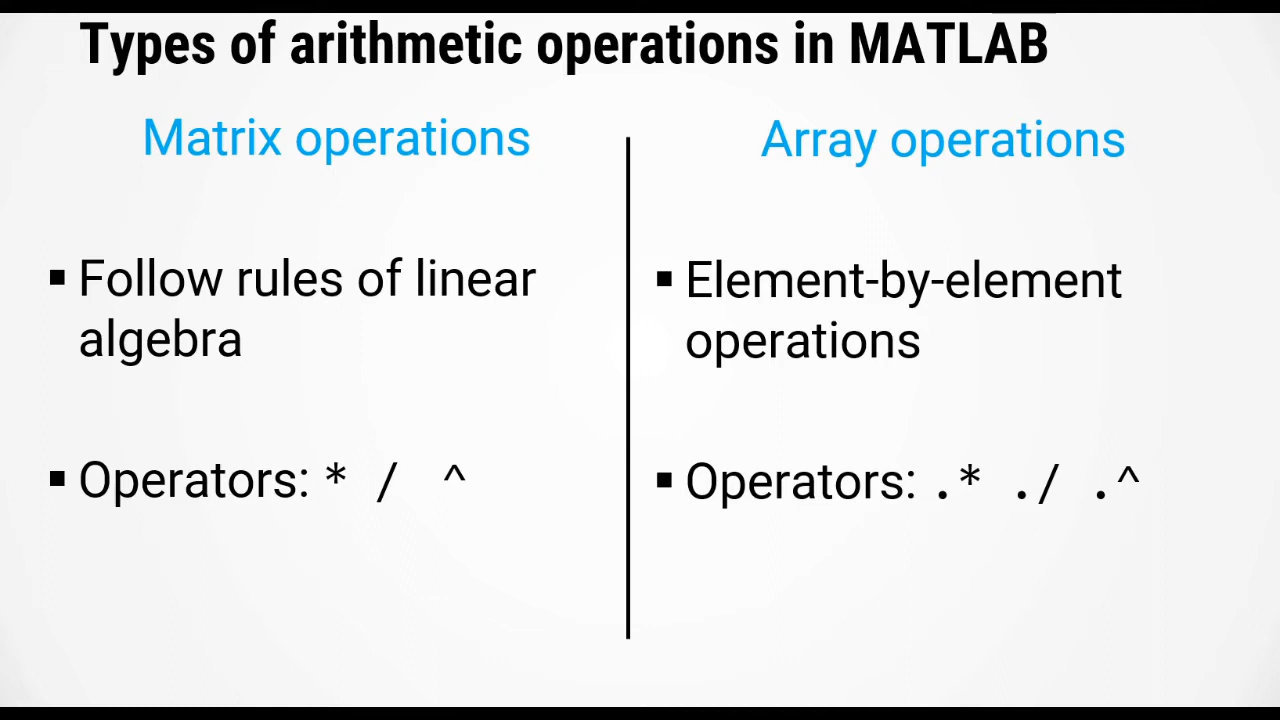 Types of arithmetic operations in MATLAB
Matrix operations
▪ Follow rules of linear
algebra
▪ Operators: * / ^
Array operations
▪ Element-by-element
operations
▪ Operators: .* ./ .^